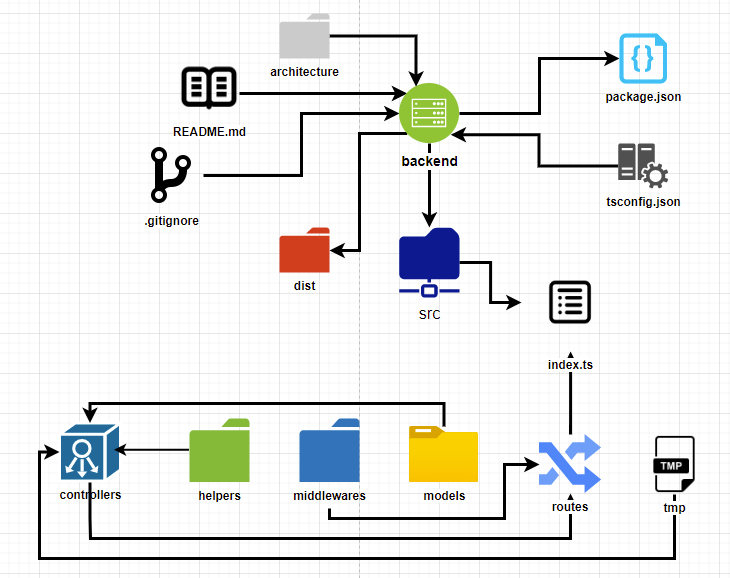 architecture
package.json
README.md
backend
tsconfig.json
.gitignore
dist
src
index.ts
controllers
helpers
middlewares
models
routes
TMP
tmp